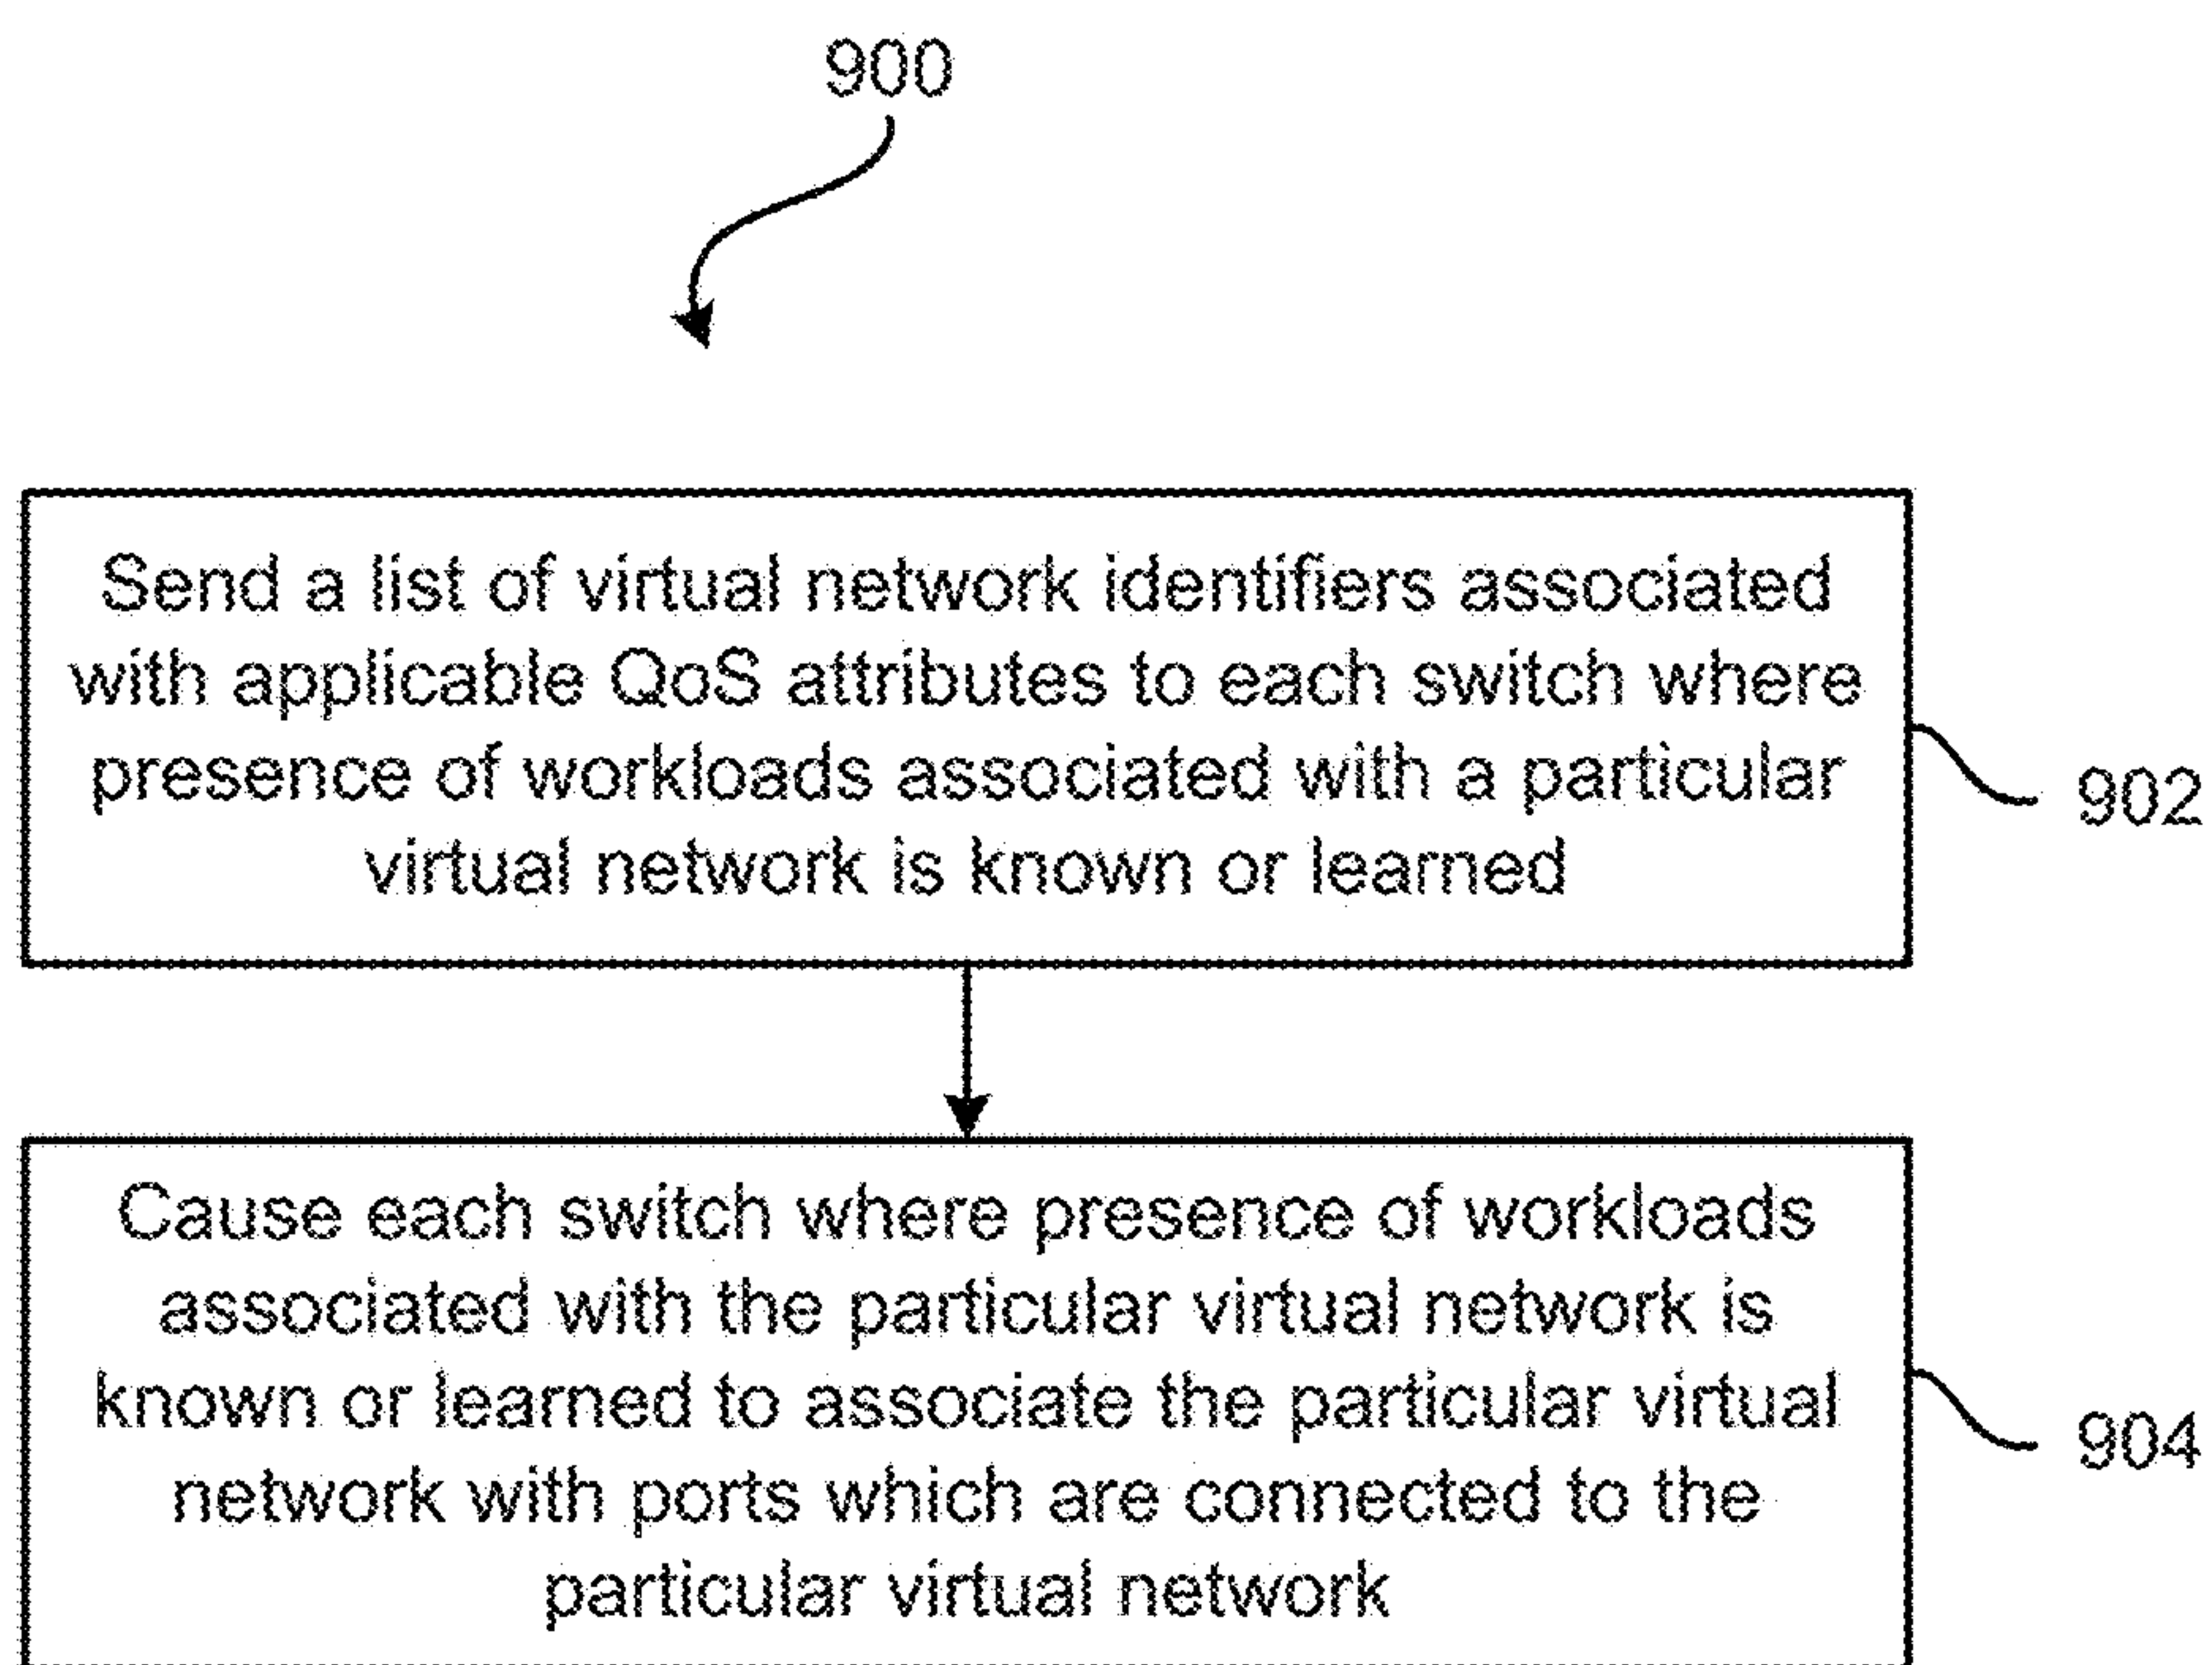 900
Send a list of virtual network identifiers associated
with applicable QoS attributes to each switch where
presence of workloads associated with a particular
virtual network is known or learned
902
Cause each switch where presence of workloads
associated with the particular virtual network is
known or learned to associate the particular virtual
network with ports which are connected to the
particular virtual network
904